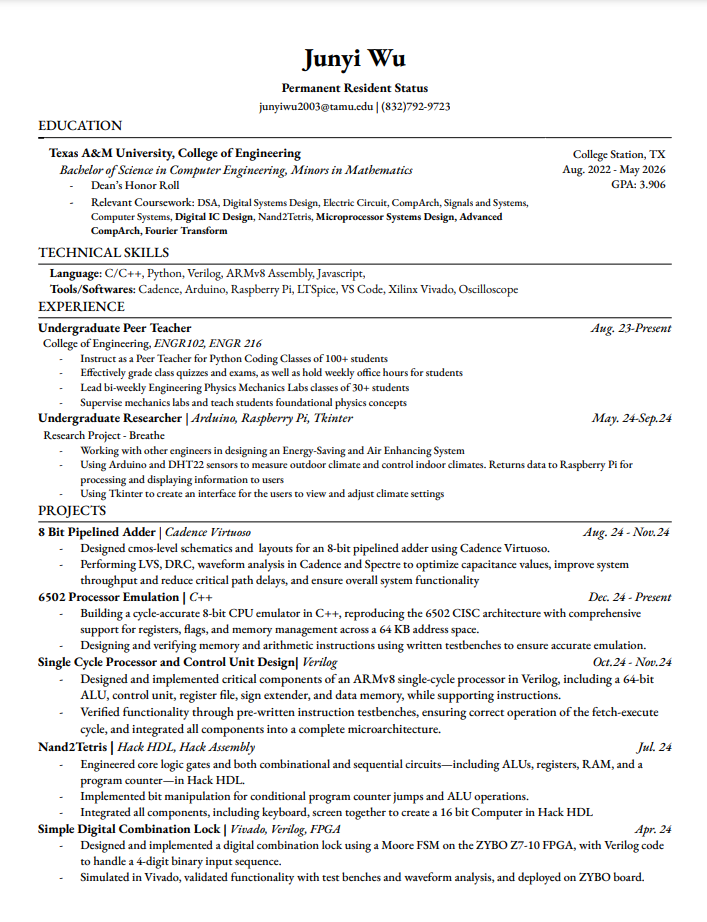 Junyi Wu
Permanent Resident Status
junyiwu2003@tamu.edu | (832)792-9723
EDUCATION
Texas A&M University, College of Engineering
College Station, TX
Bachelor of Science in Computer Engineering, Minors in Mathematics
Aug. 2022 - May 2026
- Dean's Honor Roll
GPA: 3.906
- Relevant Coursework: DSA, Digital Systems Design, Electric Circuit, CompArch, Signals and Systems,
Computer Systems, Digital IC Design, Nand2Tetris, Microprocessor Systems Design, Advanced
CompArch, Fourier Transform
TECHNICAL SKILLS
Language: C/C++, Python, Verilog, ARMv8 Assembly, Javascript,
Tools/Softwares: Cadence, Arduino, Raspberry Pi, LTSpice, VS Code, Xilinx Vivado, Oscilloscope
EXPERIENCE
Undergraduate Peer Teacher Aug. 23-Present
College of Engineering, ENGR102, ENGR 216
- Instruct as a Peer Teacher for Python Coding Classes of 100+ students
- Effectively grade class quizzes and exams, as well as hold weekly office hours for students
- Lead bi-weekly Engineering Physics Mechanics Labs classes of 30+ students
- Supervise mechanics labs and teach students foundational physics concepts
Undergraduate Researcher | Arduino, Raspberry Pi, Tkinter May. 24-Sep.24
Research Project - Breathe
- Working with other engineers in designing an Energy-Saving and Air Enhancing System
- Using Arduino and DHT22 sensors to measure outdoor climate and control indoor climates. Returns data to Raspberry Pi for
processing and displaying information to users
- Using Tkinter to create an interface for the users to view and adjust climate settings
PROJECTS
8 Bit Pipelined Adder | Cadence Virtuoso Aug. 24 - Nov.24
- Designed cmos-level schematics and layouts for an 8-bit pipelined adder using Cadence Virtuoso.
- Performing LVS, DRC, waveform analysis in Cadence and Spectre to optimize capacitance values, improve system
throughput and reduce critical path delays, and ensure overall system functionality
6502 Processor Emulation | C++ Dec. 24 - Present
- Building a cycle-accurate 8-bit CPU emulator in C++, reproducing the 6502 CISC architecture with comprehensive
support for registers, flags, and memory management across a 64 KB address space.
- Designing and verifying memory and arithmetic instructions using written testbenches to ensure accurate emulation.
Single Cycle Processor and Control Unit Design| Verilog Oct.24 - Nov.24
- Designed and implemented critical components of an ARMv8 single-cycle processor in Verilog, including a 64-bit
ALU, control unit, register file, sign extender, and data memory, while supporting instructions.
- Verified functionality through pre-written instruction testbenches, ensuring correct operation of the fetch-execute
cycle, and integrated all components into a complete microarchitecture.
Nand2Tetris | Hack HDL, Hack Assembly Jul. 24
- Engineered core logic gates and both combinational and sequential circuits—including ALUs, registers, RAM, and a
program counter—in Hack HDL.
- Implemented bit manipulation for conditional program counter jumps and ALU operations.
- Integrated all components, including keyboard, screen together to create a 16 bit Computer in Hack HDL
Simple Digital Combination Lock | Vivado, Verilog, FPGA Apr. 24
- Designed and implemented a digital combination lock using a Moore FSM on the ZYBO Z7-10 FPGA, with Verilog code
to handle a 4-digit binary input sequence.
- Simulated in Vivado, validated functionality with test benches and waveform analysis, and deployed on ZYBO board.